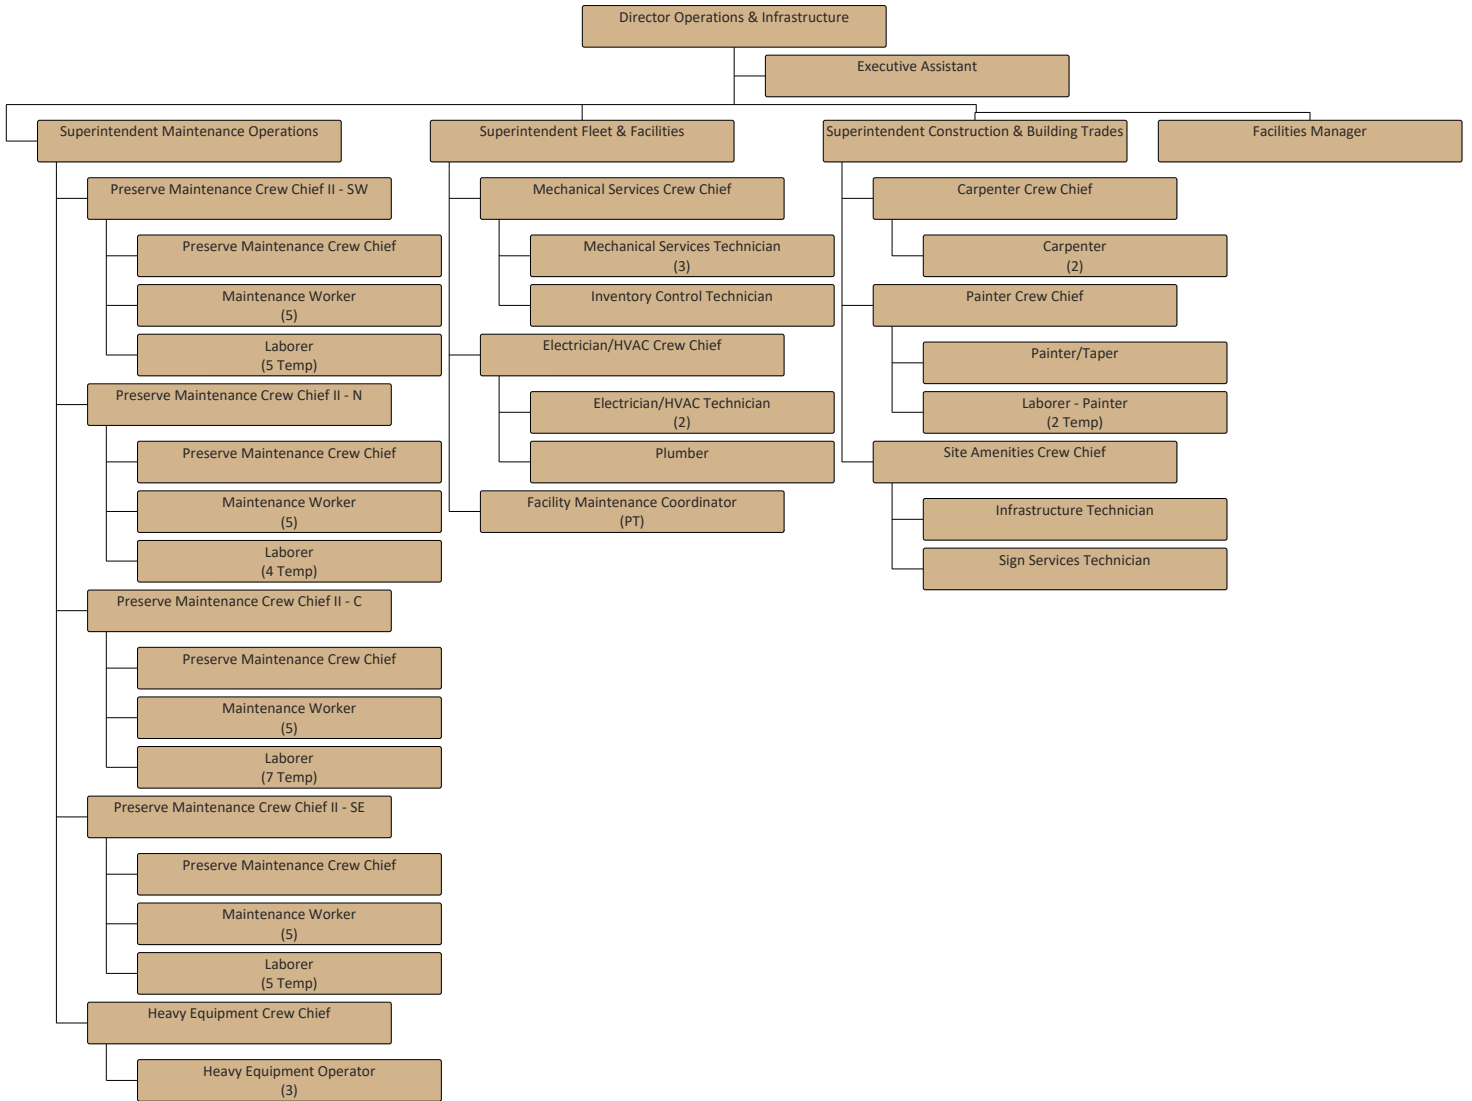 Director Operations & Infrastructure
Executive Assistant
Superintendent Maintenance Operations
Preserve Maintenance Crew Chief II - SW
Preserve Maintenance Crew Chief
Maintenance Worker
(5)
Laborer
(5 Temp)
Preserve Maintenance Crew Chief II - N
Preserve Maintenance Crew Chief
Maintenance Worker
(5)
Laborer
(4 Temp)
Preserve Maintenance Crew Chief II - C
Preserve Maintenance Crew Chief
Maintenance Worker
(5)
Laborer
(7 Temp)
Preserve Maintenance Crew Chief II - SE
Preserve Maintenance Crew Chief
Maintenance Worker
(5)
Laborer
(5 Temp)
Heavy Equipment Crew Chief
Heavy Equipment Operator
(3)
Superintendent Fleet & Facilities
Mechanical Services Crew Chief
Mechanical Services Technician
(3)
Inventory Control Technician
Electrician/HVAC Crew Chief
Electrician/HVAC Technician
(2)
Plumber
Facility Maintenance Coordinator
(PT)
Superintendent Construction & Building Trades
Carpenter Crew Chief
Carpenter
(2)
Painter Crew Chief
Painter/Taper
Laborer - Painter
(2 Temp)
Site Amenities Crew Chief
Infrastructure Technician
Sign Services Technician
Facilities Manager